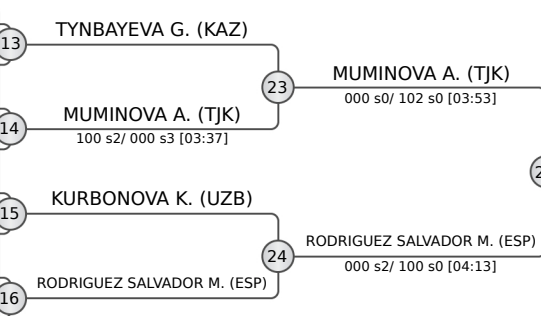 TYNBAYEVA G. (KAZ)
13
23
MUMINOVA A. (TJK)
000 s0/ 102 s0 [03:53]
MUMINOVA A. (TJK)
14
100 s2/ 000 s3 [03:37]
KURBONOVA K. (UZB)
15
24
RODRIGUEZ SALVADOR M. (ESP)
000 s2/ 100 s0 [04:13]
RODRIGUEZ SALVADOR M. (ESP)
16